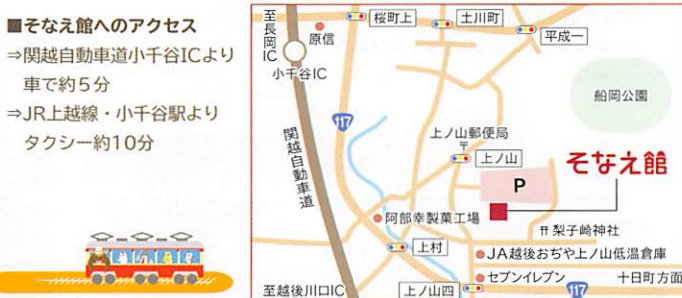 ■そなえ館へのアクセス
⇒関越自動車道小千谷ICより
車で約5分
⇒JR上越線・小千谷駅より
タクシー約10分
至長岡IC
原信
小千谷IC
桜町上
土川町
平成一
船岡公園
117
関越自動車道
上ノ山郵便局
〒
上ノ山
そなえ館
P
阿部幸製菓工場
梨子崎神社
上村
JA越後おぢや上ノ山低温倉庫
セブンイレブン
十日町方面
至越後川口IC
上ノ山四
117